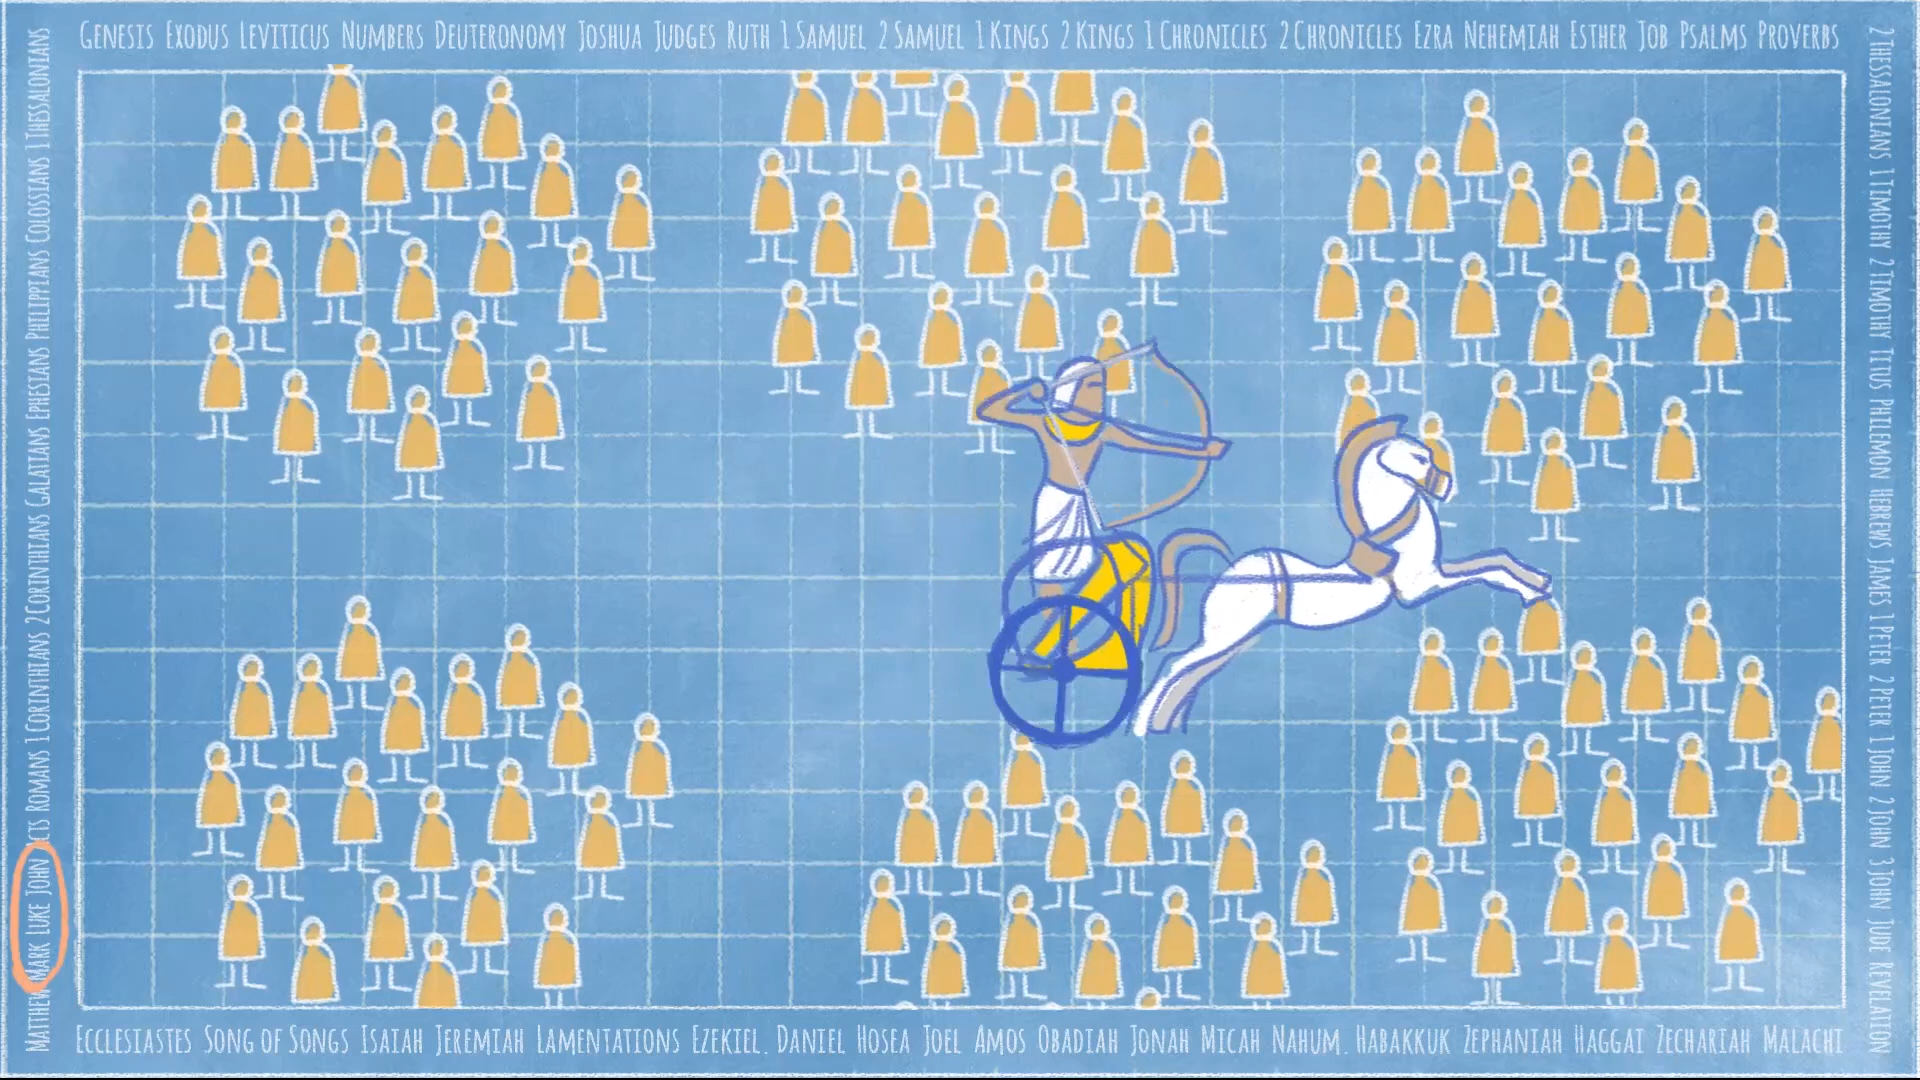 GENESIS EXODUS LEVITICUS NUMBERS DEUTERONOMY JOSHUA JUDGES RUTH 1 SAMUEL 2 SAMUEL 1 KINGS 2 KINGS 1 CHRONICLES 2 CHRONICLES EZRA NEHEMIAH ESTHER JOB PSALMS PROVERBS
ECCLESIASTES SONG OF SONGS ISAIAH JEREMIAH LAMENTATIONS EZEKIEL. DANIEL HOSEA JOEL AMOS OBADIAH JONAH MICAH NAHUM. HABAKKUK ZEPHANIAH HAGGAI ZECHARIAH MALACHI
MATTHEW MARK LUKE JOHN ACTS ROMANS 1 CORINTHIANS 2 CORINTHIANS GALATIANS EPHESIANS PHILIPPIANS COLOSSIANS 1 THESSALONIANS
2 THESSALONIANS 1 TIMOTHY 2 TIMOTHY TITUS PHILEMON HEBREWS JAMES 1 PETER 2 PETER 1 JOHN 2 JOHN 3 JOHN JUDE REVELATION